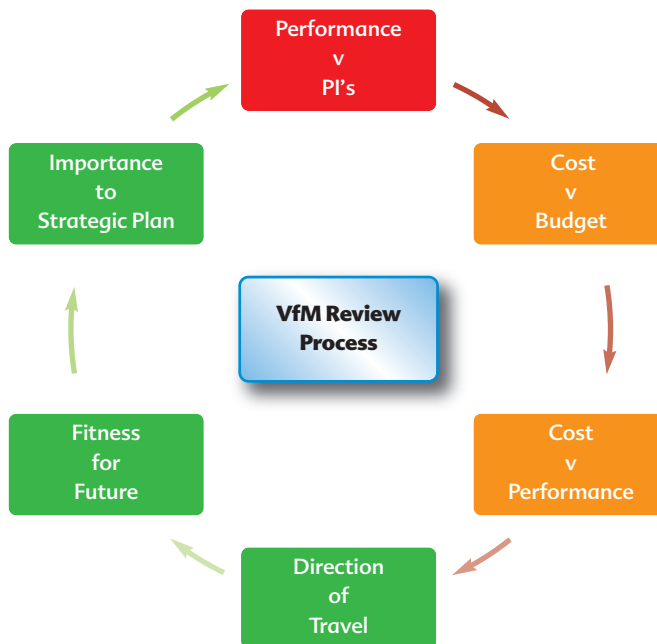 Performance
v
PI's
Cost
v
Budget
Cost
v
Performance
Direction
of
Travel
Fitness
for
Future
Importance
to
Strategic Plan
VfM Review
Process